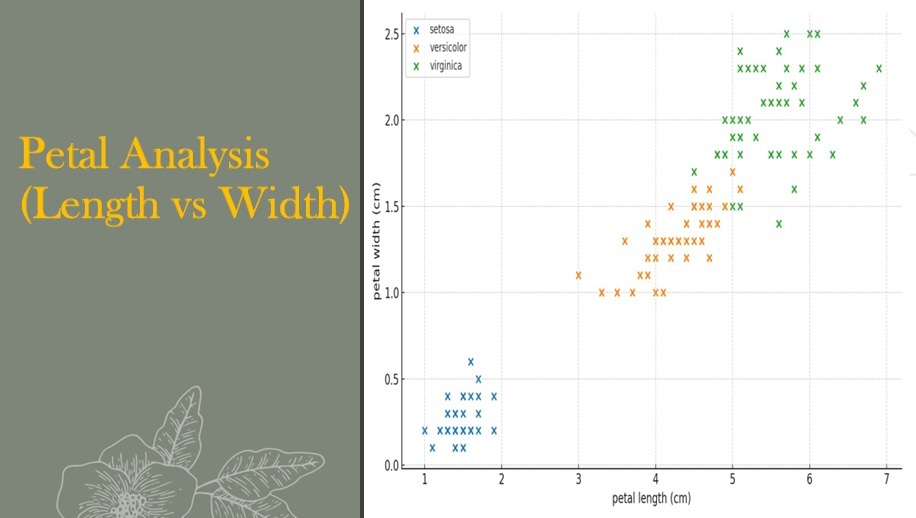 Petal Analysis
(Length vs Width)
setosa
versicolor
virginica
petal width (cm)
2.5
2.0
1.5
1.0
0.5
0.0
1 2 3 4 5 6 7
petal length (cm)